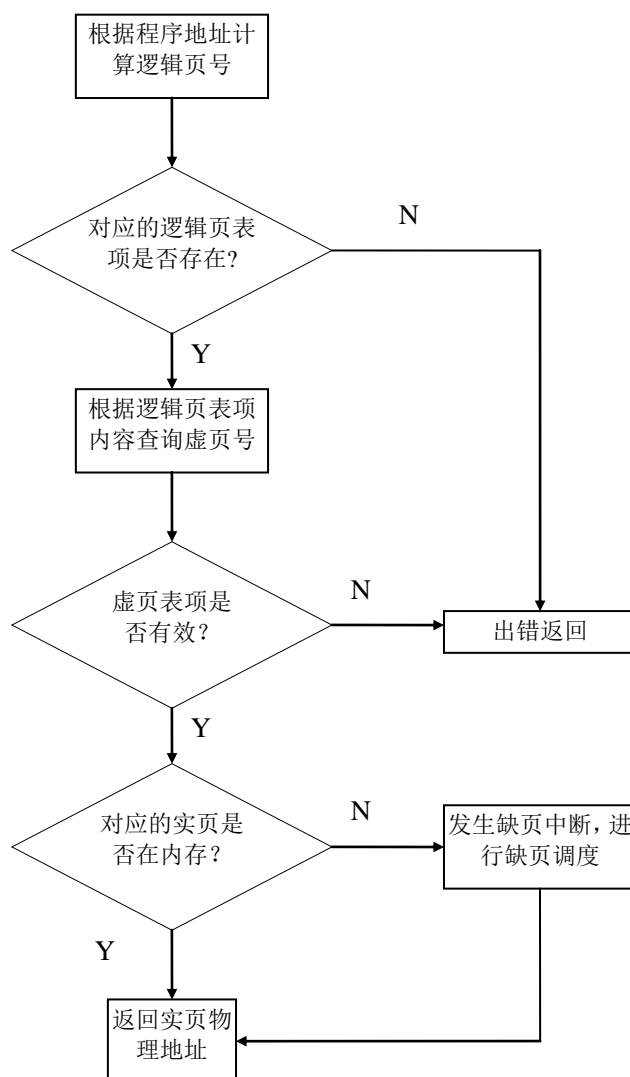 根据程序地址计
算逻辑页号
对应的逻辑页表
项是否存在?
N
Y
根据逻辑页表项
内容查询虚页号
虚页表项是
否有效？
N
出错返回
Y
对应的实页是
否在内存？
N
发生缺页中断，进
行缺页调度
Y
返回实页物
理地址